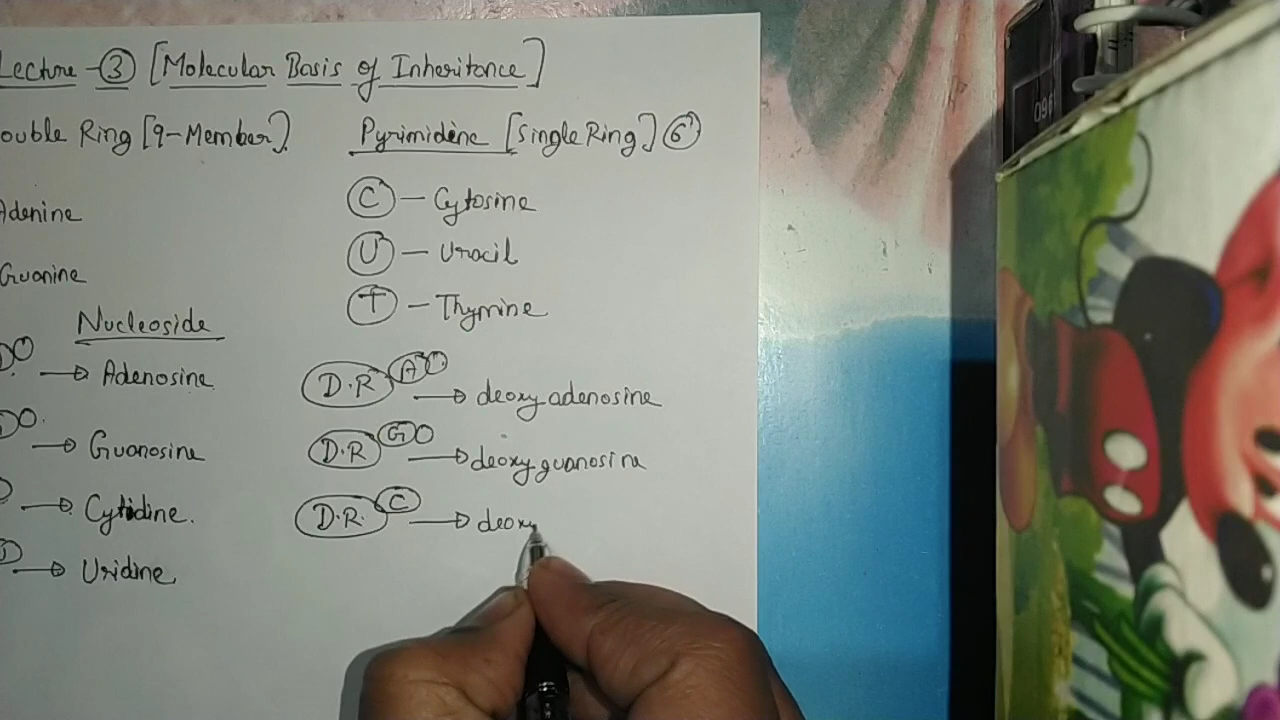 Lecture-③ [Molecular Basis of Inheritance]
ouble Ring [9-Member]
Pyrimidine [Single Ring] ⑥
C - Cytosine
Adenine
U - Uracil
Guanine
T - Thymine
Nucleoside
→ Adenosine
D.R A → deoxyadenosine
→ Guanosine
D.R G → deoxyguanosine
→ Cytidine.
D.R. C → deoxy
→ Uridine
096